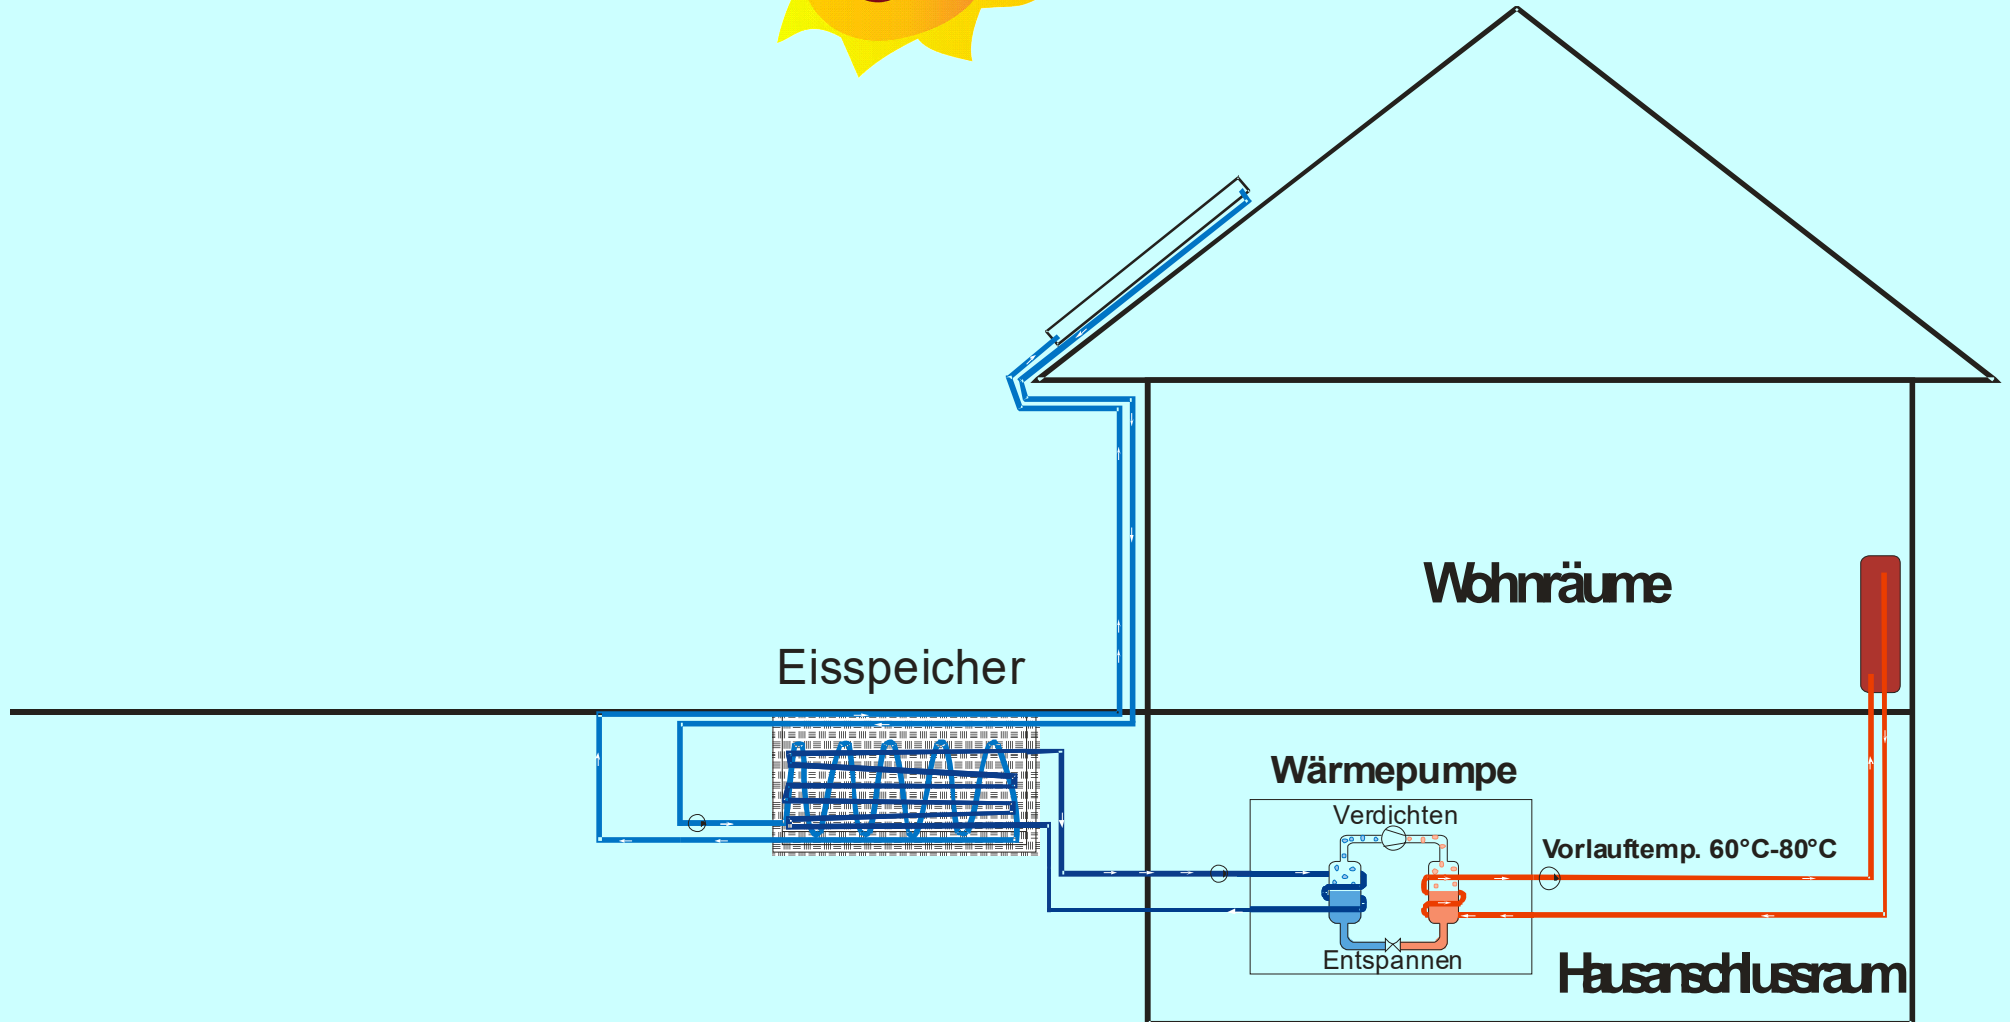 Wohnräume
Eisspeicher
Wärmepumpe
Verdichten
Vorlauftemp. 60°C-80°C
Entspannen
Hausanschlussraum